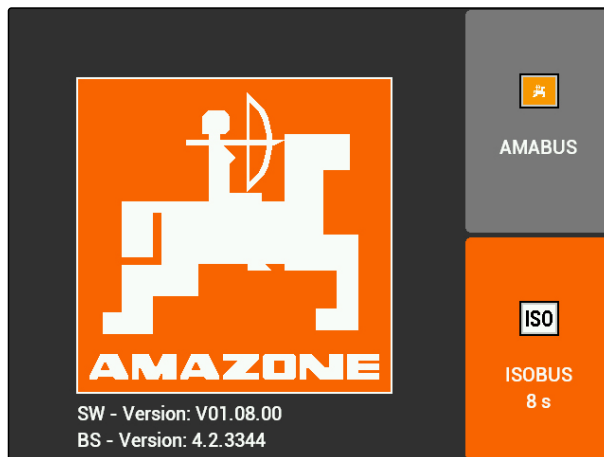 AMAZONE
SW - Version: V01.08.00
BS - Version: 4.2.3344
AMABUS
ISO
ISOBUS
8 s